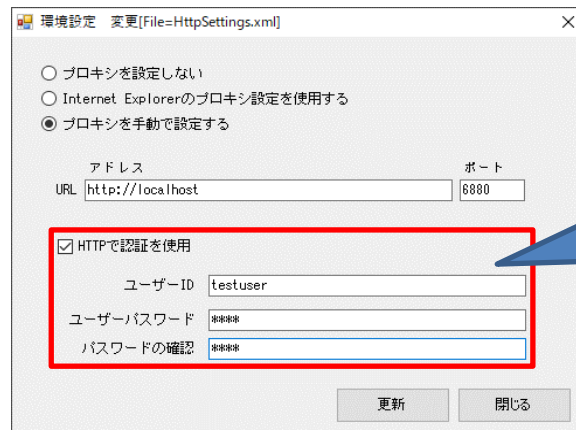 環境設定 変更[File=HttpSettings.xml]
プロキシを設定しない
Internet Explorerのプロキシ設定を使用する
プロキシを手動で設定する
アドレス ポート
URL http://localhost 6880
HTTPで認証を使用
ユーザーID testuser
ユーザーパスワード ****
パスワードの確認 ****
更新 閉じる